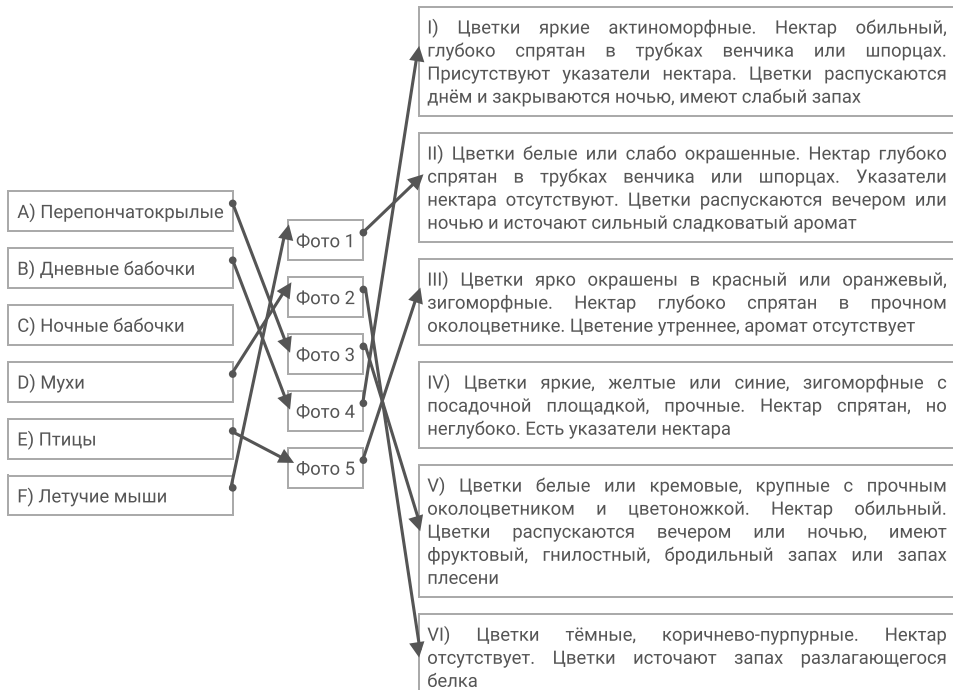 A) Перепончатокрылые
B) Дневные бабочки
C) Ночные бабочки
D) Мухи
E) Птицы
F) Летучие мыши
Фото 1
Фото 2
Фото 3
Фото 4
Фото 5
I) Цветки яркие актиноморфные. Нектар обильный,
глубоко спрятан в трубках венчика или шпорцах.
Присутствуют указатели нектара. Цветки распускаются
днём и закрываются ночью, имеют слабый запах
II) Цветки белые или слабо окрашенные. Нектар глубоко
спрятан в трубках венчика или шпорцах. Указатели
нектара отсутствуют. Цветки распускаются вечером или
ночью и источают сильный сладковатый аромат
III) Цветки ярко окрашены в красный или оранжевый,
зигоморфные. Нектар глубоко спрятан в прочном
околоцветнике. Цветение утреннее, аромат отсутствует
IV) Цветки яркие, желтые или синие, зигоморфные с
посадочной площадкой, прочные. Нектар спрятан, но
неглубоко. Есть указатели нектара
V) Цветки белые или кремовые, крупные с прочным
околоцветником и цветоножкой. Нектар обильный.
Цветки распускаются вечером или ночью, имеют
фруктовый, гнилостный, бродильный запах или запах
плесени
VI) Цветки тёмные, коричнево-пурпурные. Нектар
отсутствует. Цветки источают запах разлагающегося
белка